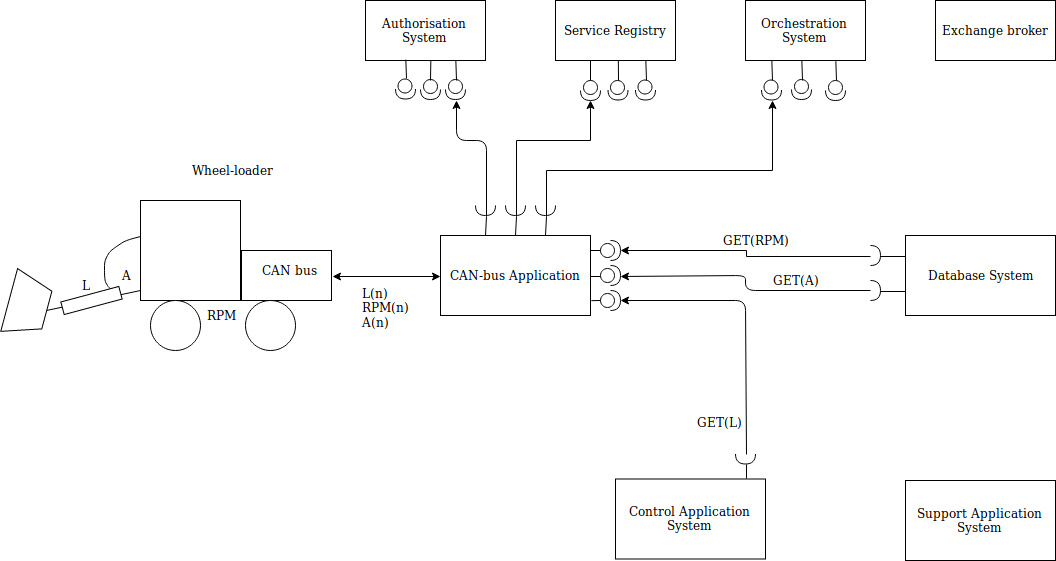 Authorisation
System
Service Registry
Orchestration
System
Exchange broker
Wheel-loader
GET(RPM)
CAN bus
CAN-bus Application
Database System
L
A
GET(A)
L(n)
RPM(n)
A(n)
RPM
GET(L)
Control Application
System
Support Application
System